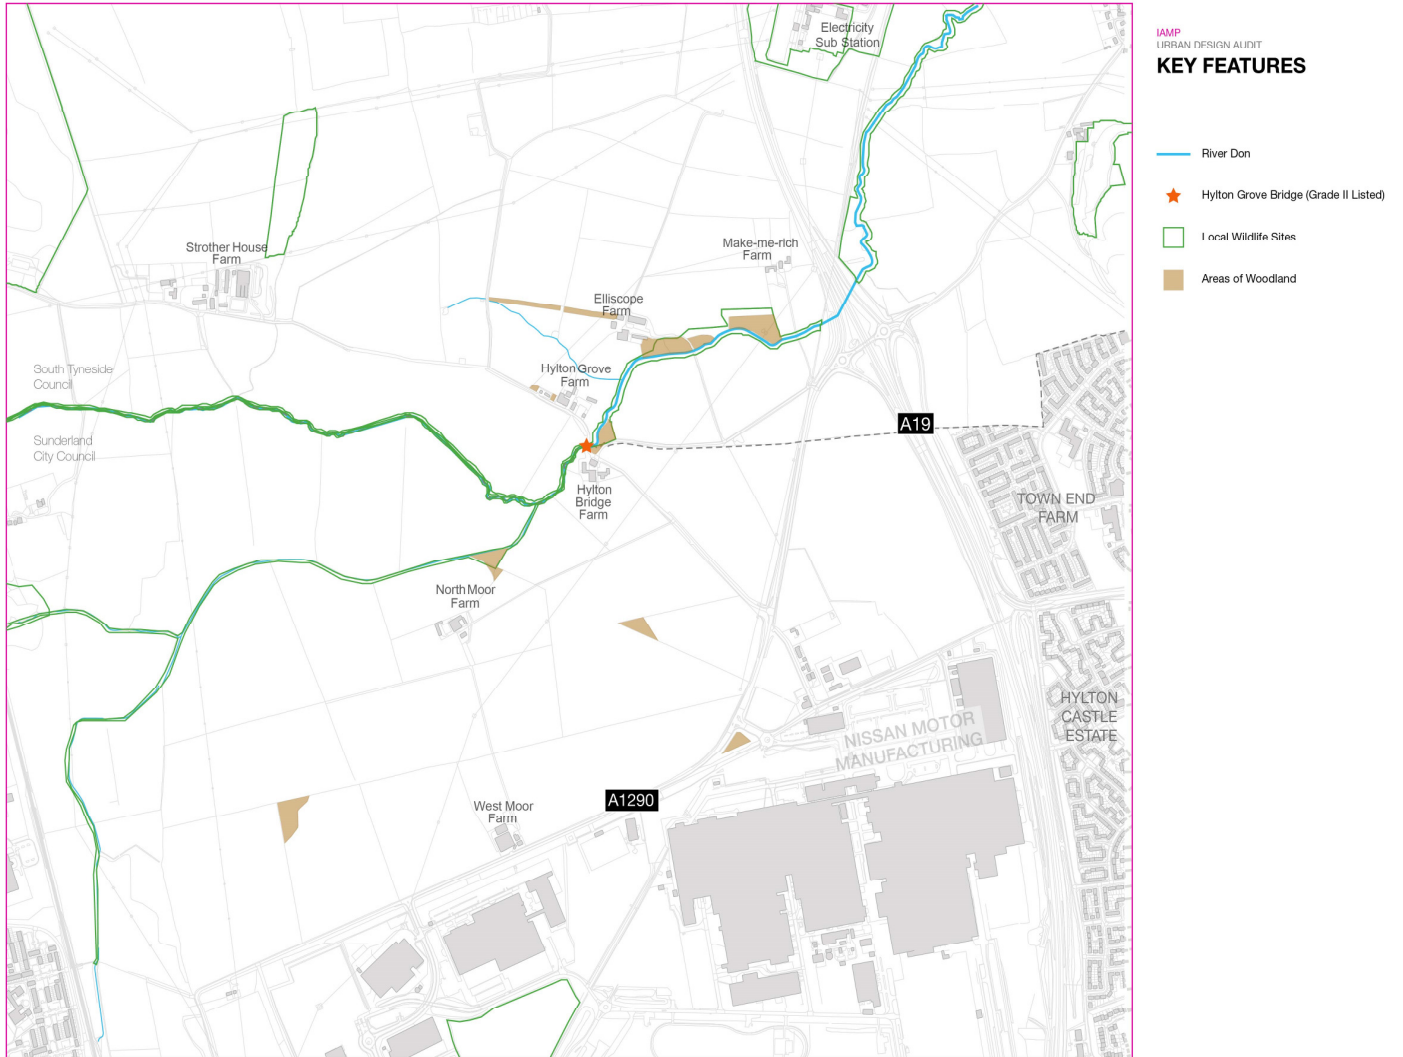 IAMP
URBAN DESIGN AUDIT
KEY FEATURES
River Don
Hylton Grove Bridge (Grade II Listed)
Local Wildlife Sites
Areas of Woodland
Electricity
Sub Station
Strother House
Farm
Make-me-rich
Farm
Elliscope
Farm
Hylton Grove
Farm
South Tyneside
Council
Sunderland
City Council
A19
Hylton
Bridge
Farm
TOWN END
FARM
North Moor
Farm
HYLTON
CASTLE
ESTATE
NISSAN MOTOR
MANUFACTURING
A1290
West Moor
Farm